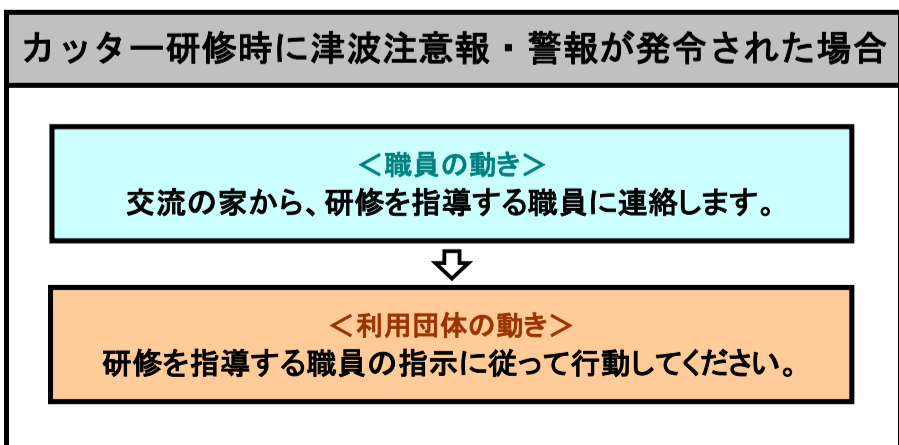 カッター研修時に津波注意報・警報が発令された場合
＜職員の動き＞
交流の家から、研修を指導する職員に連絡します。
＜利用団体の動き＞
研修を指導する職員の指示に従って行動してください。